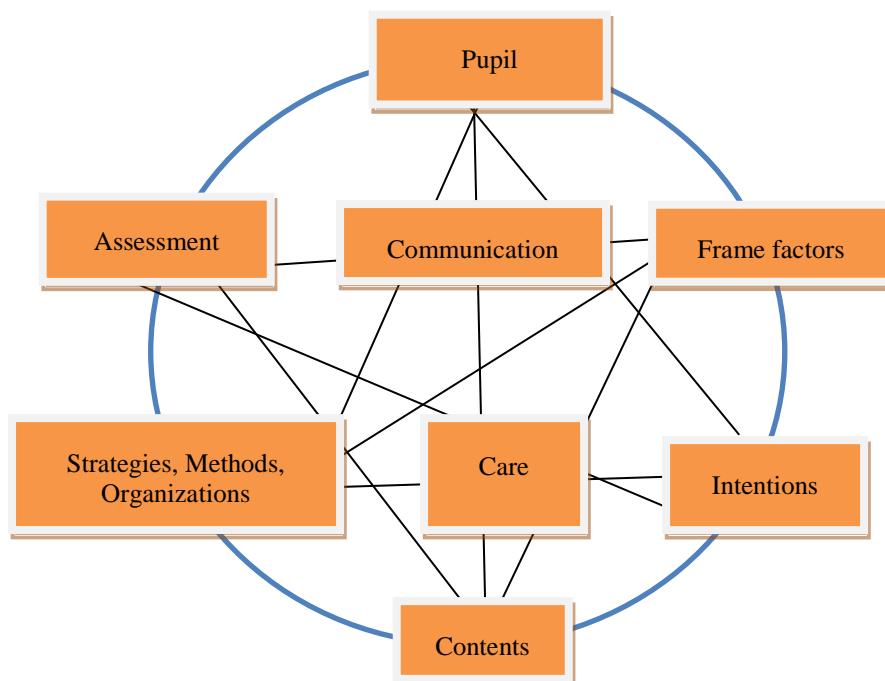 Pupil
Assessment
Communication
Frame factors
Strategies, Methods,
Organizations
Care
Intentions
Contents